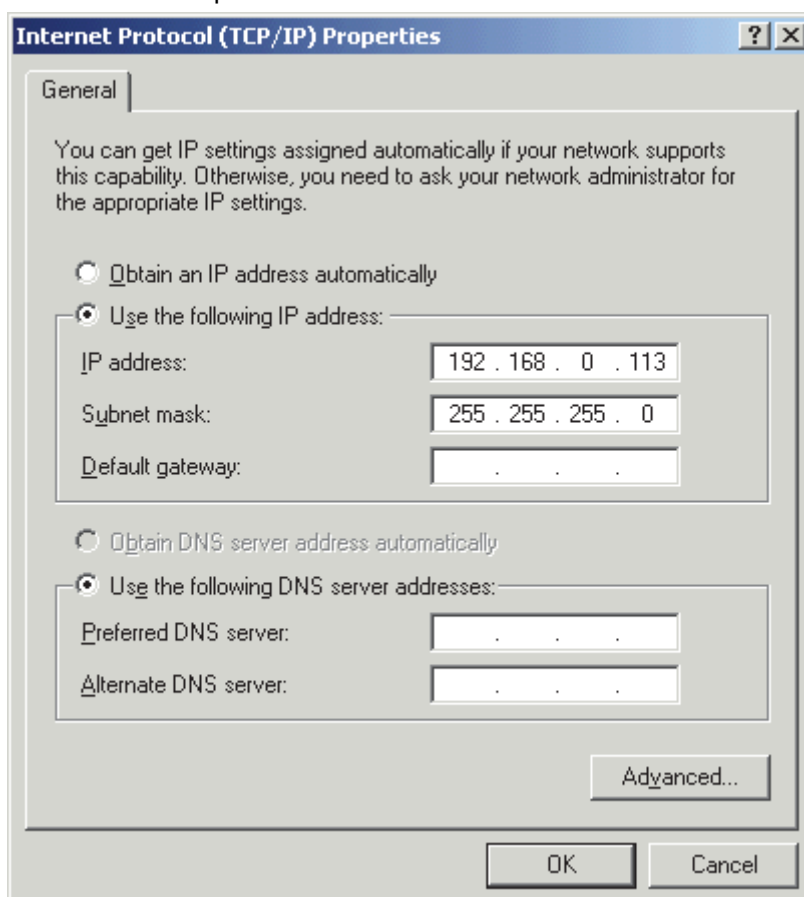 Internet Protocol (TCP/IP) Properties ? X
General
You can get IP settings assigned automatically if your network supports
this capability. Otherwise, you need to ask your network administrator for
the appropriate IP settings.
Obtain an IP address automatically
Use the following IP address:
IP address: 192 . 168 . 0 . 113
Subnet mask: 255 . 255 . 255 . 0
Default gateway: . . .
Obtain DNS server address automatically
Use the following DNS server addresses:
Preferred DNS server: . . .
Alternate DNS server: . . .
Advanced...
OK Cancel